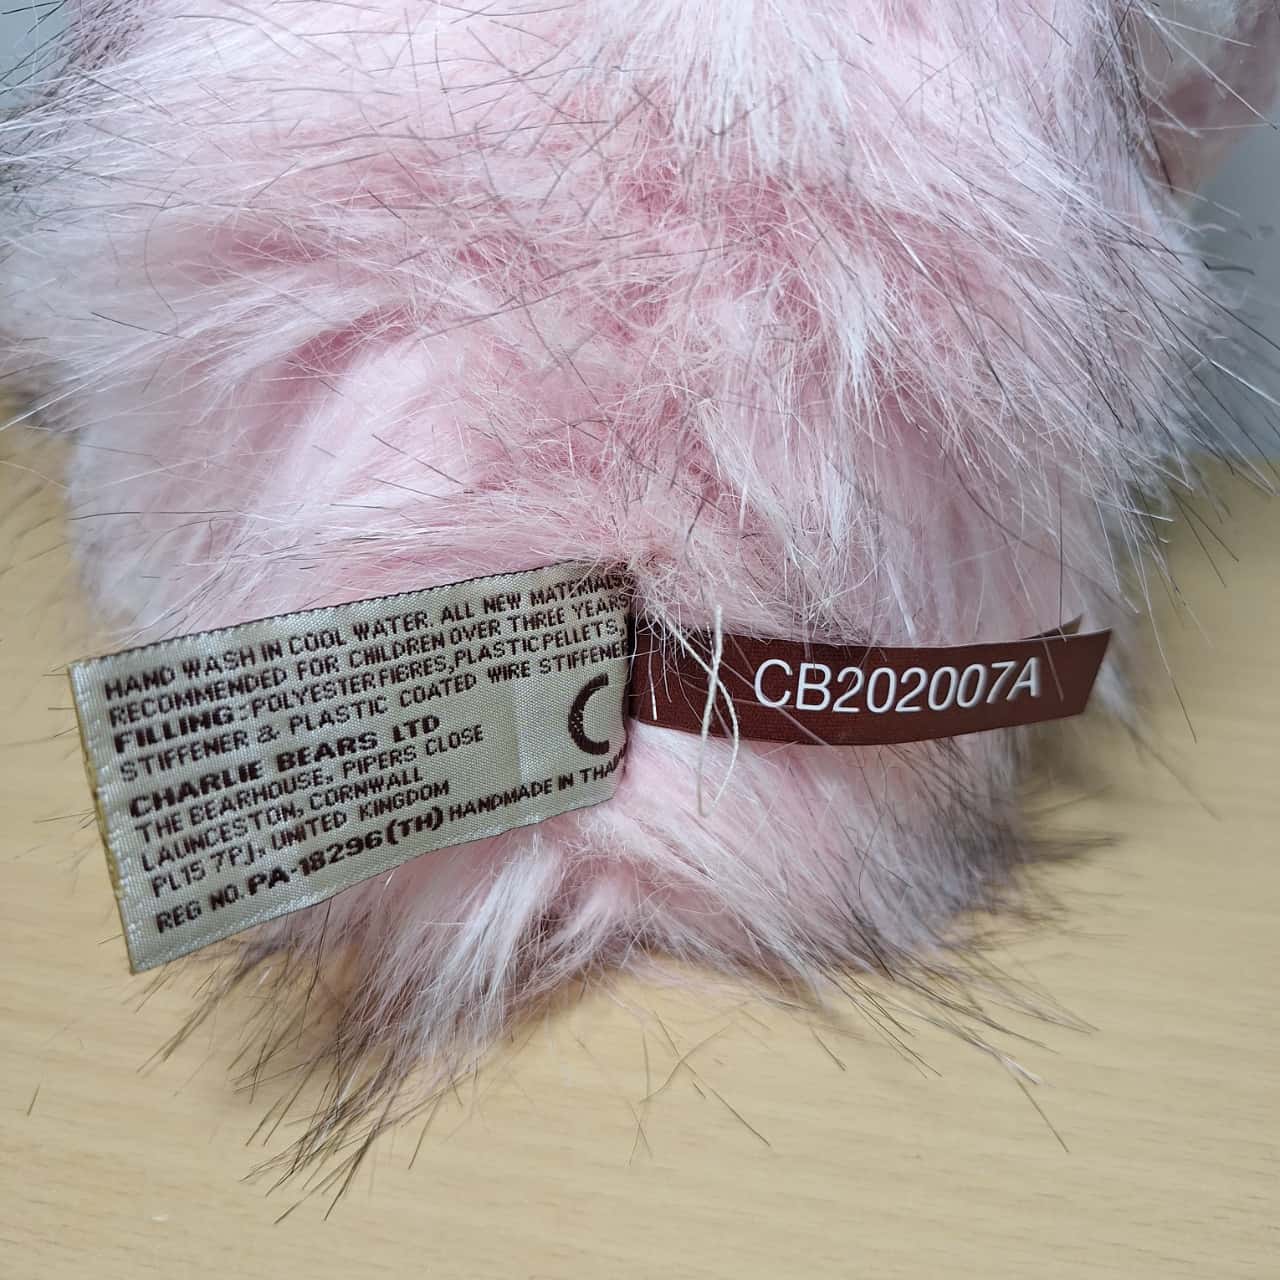 HAND WASH IN COOL WATER. ALL NEW MATERIALS
RECOMMENDED FOR CHILDREN OVER THREE YEARS
FILLING: POLYESTER FIBRES, PLASTIC PELLETS,
STIFFENER & PLASTIC COATED WIRE STIFFENER
CHARLIE BEARS LTD
THE BEARHOUSE, PIPERS CLOSE
LAUNCESTON, CORNWALL
PL15 7PJ, UNITED KINGDOM
REG NO. PA-18296(TH) HANDMADE IN
CB202007A